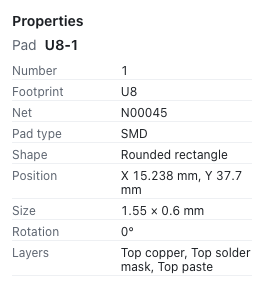 Properties
Pad U8-1
Number 1
Footprint U8
Net N00045
Pad type SMD
Shape Rounded rectangle
Position X 15.238 mm, Y 37.7
mm
Size 1.55 × 0.6 mm
Rotation 0°
Layers Top copper, Top solder
mask, Top paste